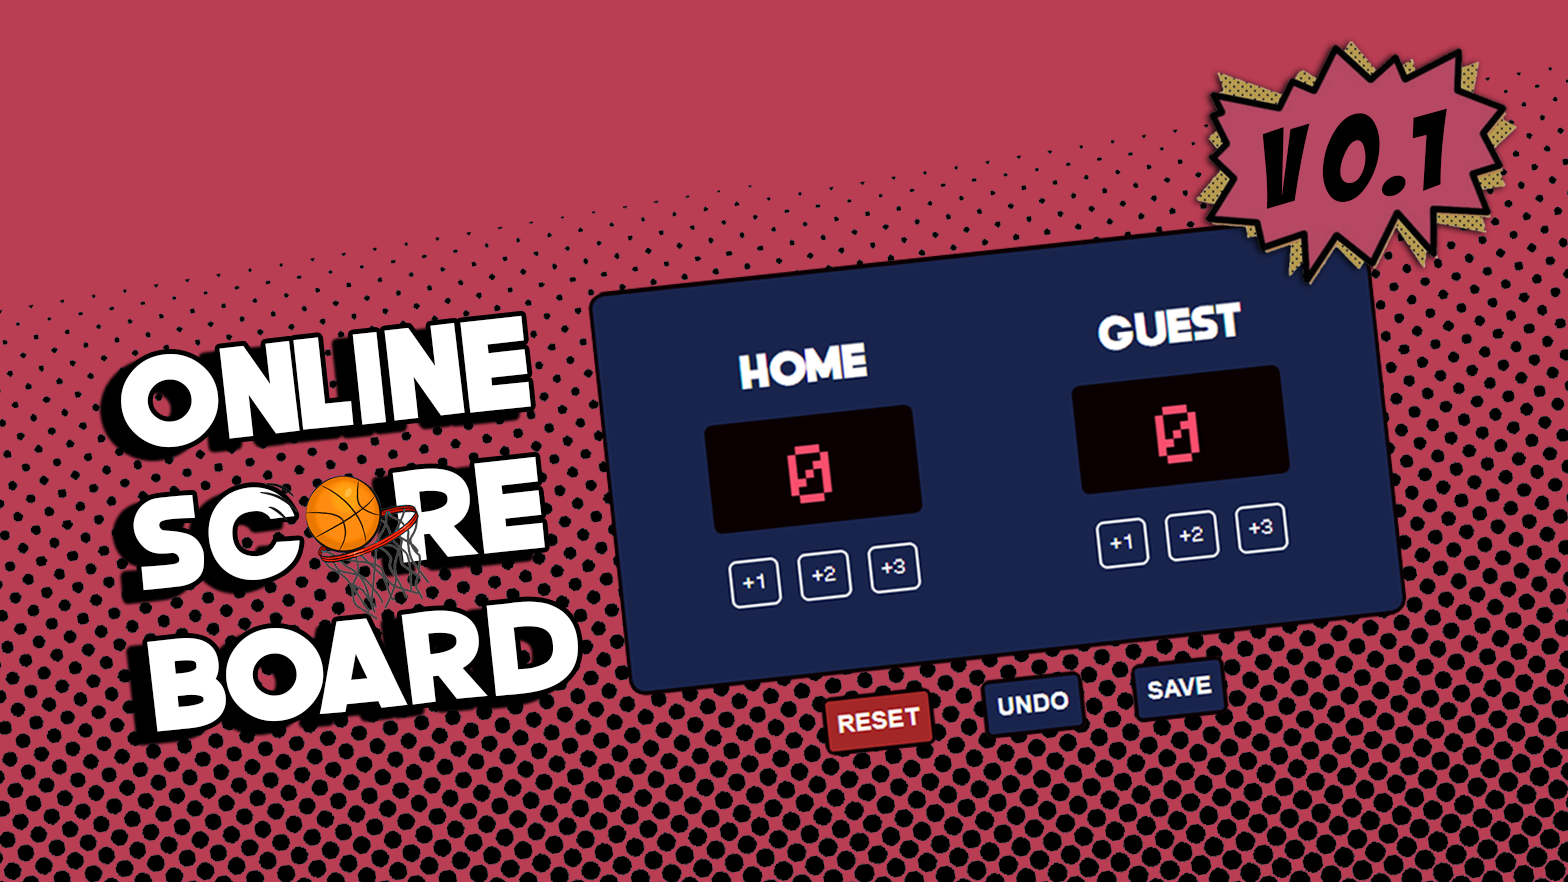 V0.1
ONLINE
SCORE
BOARD
HOME
GUEST
0
0
+1 +2 +3
+1 +2 +3
RESET
UNDO
SAVE